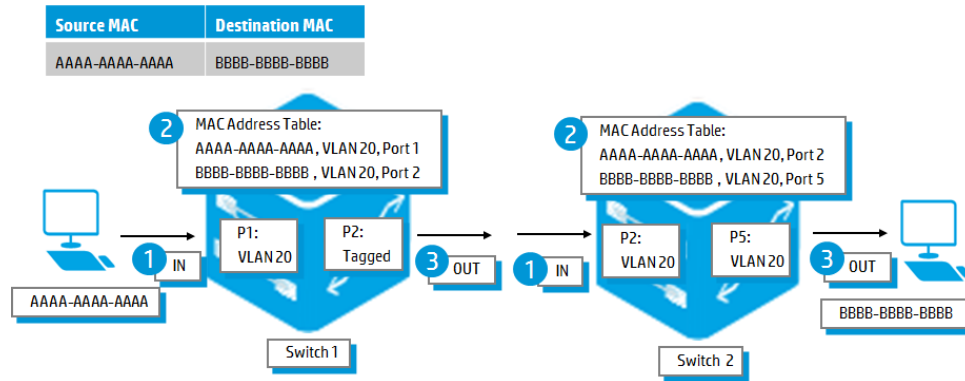 Source MAC Destination MAC
AAAA-AAAA-AAAA BBBB-BBBB-BBBB
2 MAC Address Table:
AAAA-AAAA-AAAA, VLAN 20, Port 1
BBBB-BBBB-BBBB , VLAN 20, Port 2
2 MAC Address Table:
AAAA-AAAA-AAAA, VLAN 20, Port 2
BBBB-BBBB-BBBB , VLAN 20, Port 5
1 IN
P1:
VLAN 20
P2:
Tagged
3 OUT
1 IN
P2:
VLAN 20
P5:
VLAN 20
3 OUT
AAAA-AAAA-AAAA
BBBB-BBBB-BBBB
Switch 1
Switch 2